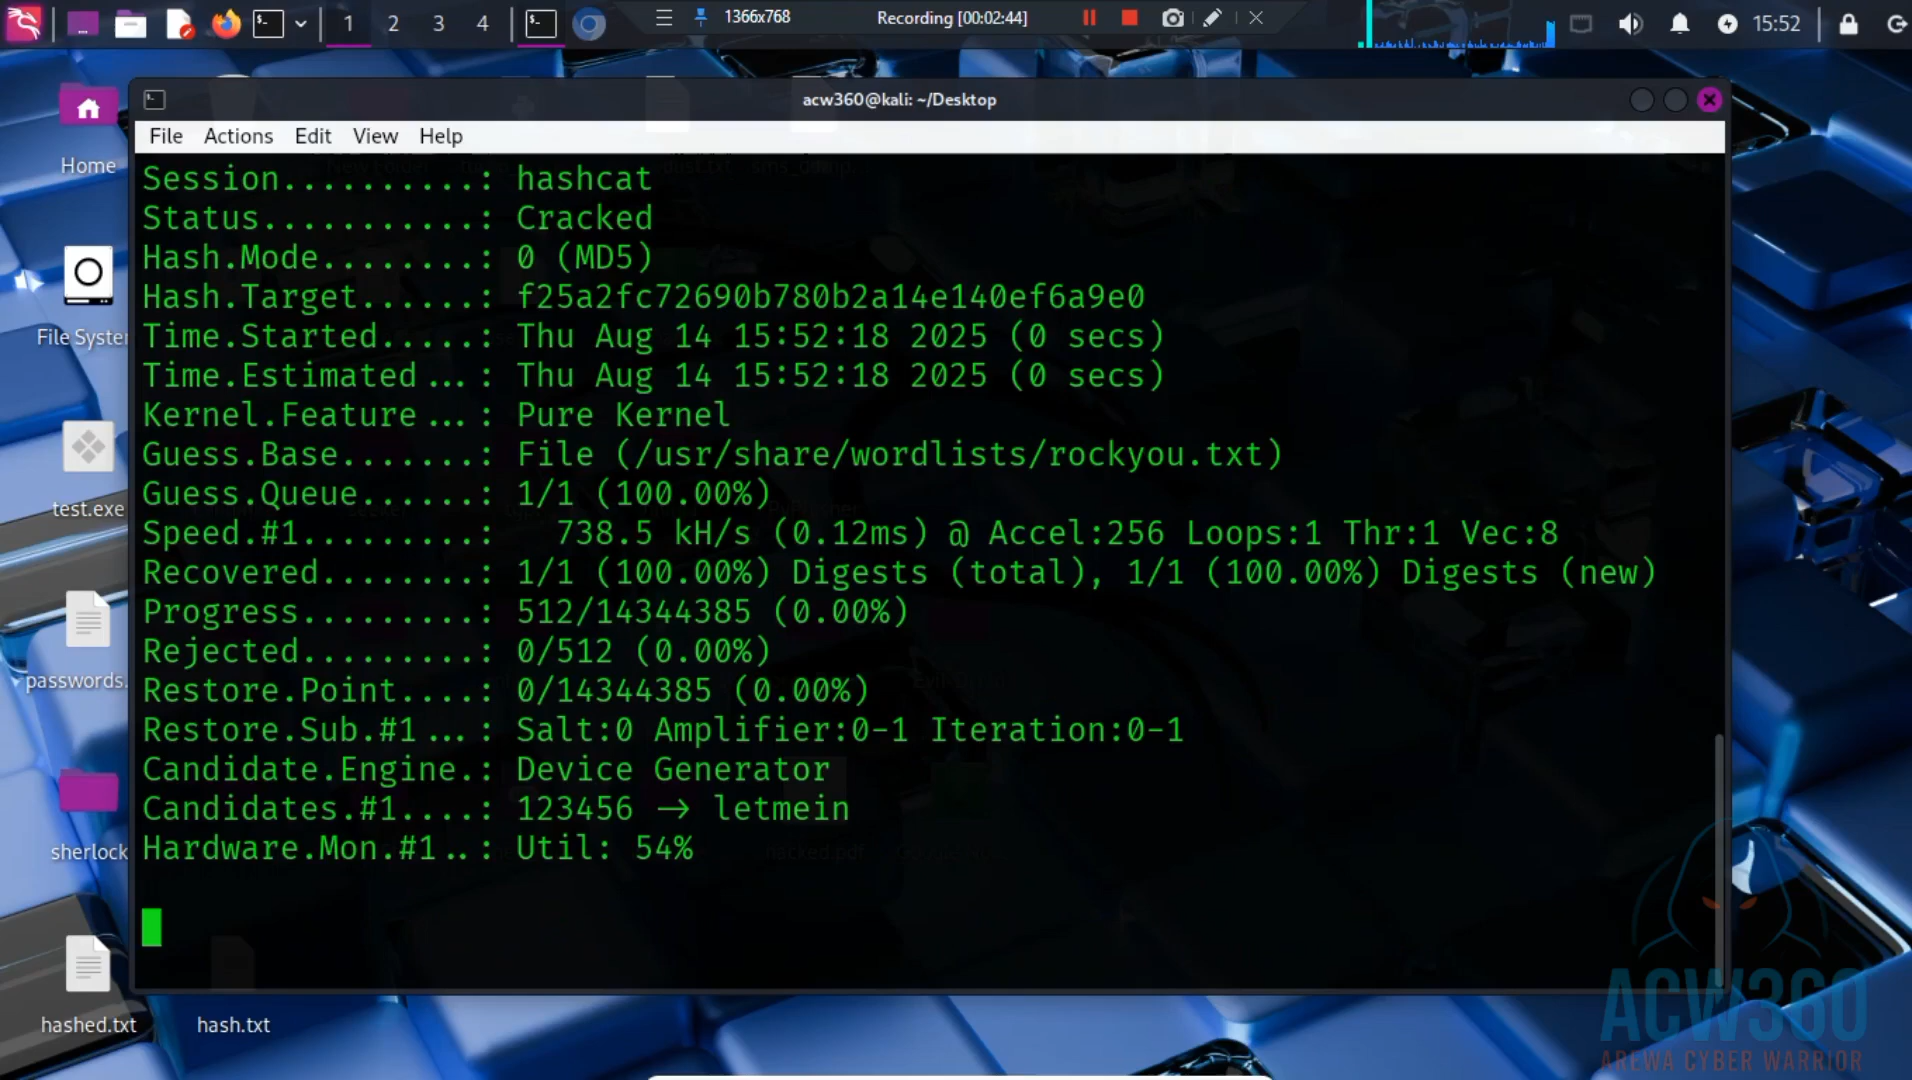 1 2 3 4
1366x768
Recording [00:02:44]
15:52
acw360@kali: ~/Desktop
File Actions Edit View Help
Home
File Syster
test.exe
passwords.
sherlock
hashed.txt
hash.txt
Session..........: hashcat
Status...........: Cracked
Hash.Mode........: 0 (MD5)
Hash.Target......: f25a2fc72690b780b2a14e140ef6a9e0
Time.Started.....: Thu Aug 14 15:52:18 2025 (0 secs)
Time.Estimated...: Thu Aug 14 15:52:18 2025 (0 secs)
Kernel.Feature...: Pure Kernel
Guess.Base.......: File (/usr/share/wordlists/rockyou.txt)
Guess.Queue......: 1/1 (100.00%)
Speed.#1.........:   738.5 kH/s (0.12ms) @ Accel:256 Loops:1 Thr:1 Vec:8
Recovered........: 1/1 (100.00%) Digests (total), 1/1 (100.00%) Digests (new)
Progress.........: 512/14344385 (0.00%)
Rejected.........: 0/512 (0.00%)
Restore.Point....: 0/14344385 (0.00%)
Restore.Sub.#1...: Salt:0 Amplifier:0-1 Iteration:0-1
Candidate.Engine.: Device Generator
Candidates.#1....: 123456 -> letmein
Hardware.Mon.#1..: Util: 54%
hacked.pdf
ACW360
AREWA CYBER WARRIOR